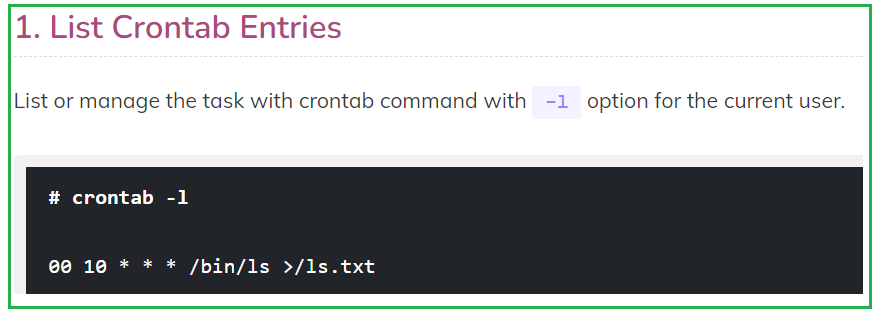 1. List Crontab Entries
List or manage the task with crontab command with -l option for the current user.
# crontab -l
00 10 * * * /bin/ls >/ls.txt